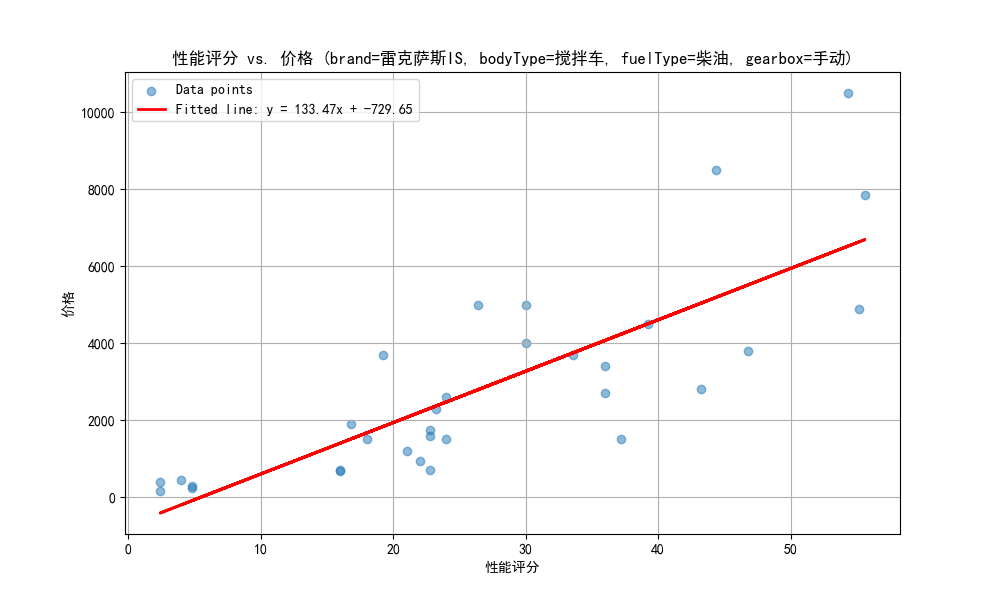 性能评分 vs. 价格 (brand=雷克萨斯IS, bodyType=搅拌车, fuelType=柴油, gearbox=手动)
Data points
Fitted line: y = 133.47x + -729.65
10000
8000
6000
4000
2000
0
价格
0 10 20 30 40 50
性能评分